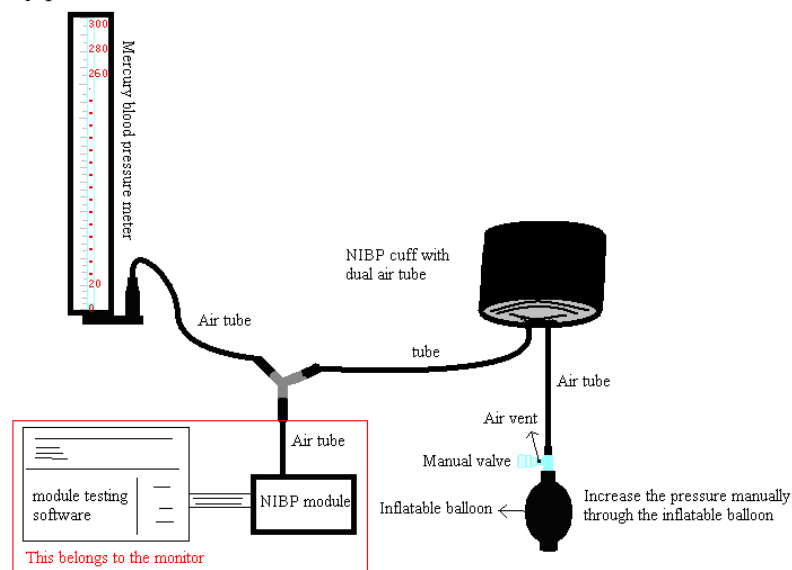 300
280
260
20
0
Mercury blood pressure meter
NIBP cuff with
dual air tube
Air tube
tube
Air tube
Air vent
Manual valve
Inflatable balloon
Increase the pressure manually
through the inflatable balloon
Air tube
module testing
software
NIBP module
This belongs to the monitor